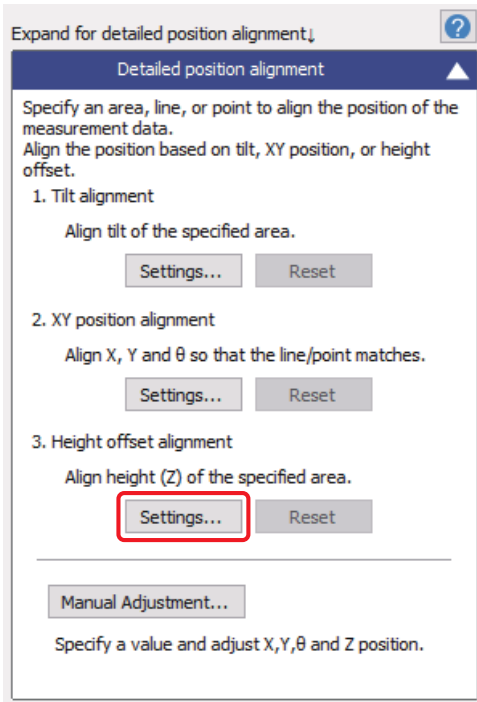 Expand for detailed position alignment↓
?
Detailed position alignment
Specify an area, line, or point to align the position of the
measurement data.
Align the position based on tilt, XY position, or height
offset.
1. Tilt alignment
Align tilt of the specified area.
Settings... Reset
2. XY position alignment
Align X, Y and θ so that the line/point matches.
Settings... Reset
3. Height offset alignment
Align height (Z) of the specified area.
Settings... Reset
Manual Adjustment...
Specify a value and adjust X,Y,θ and Z position.